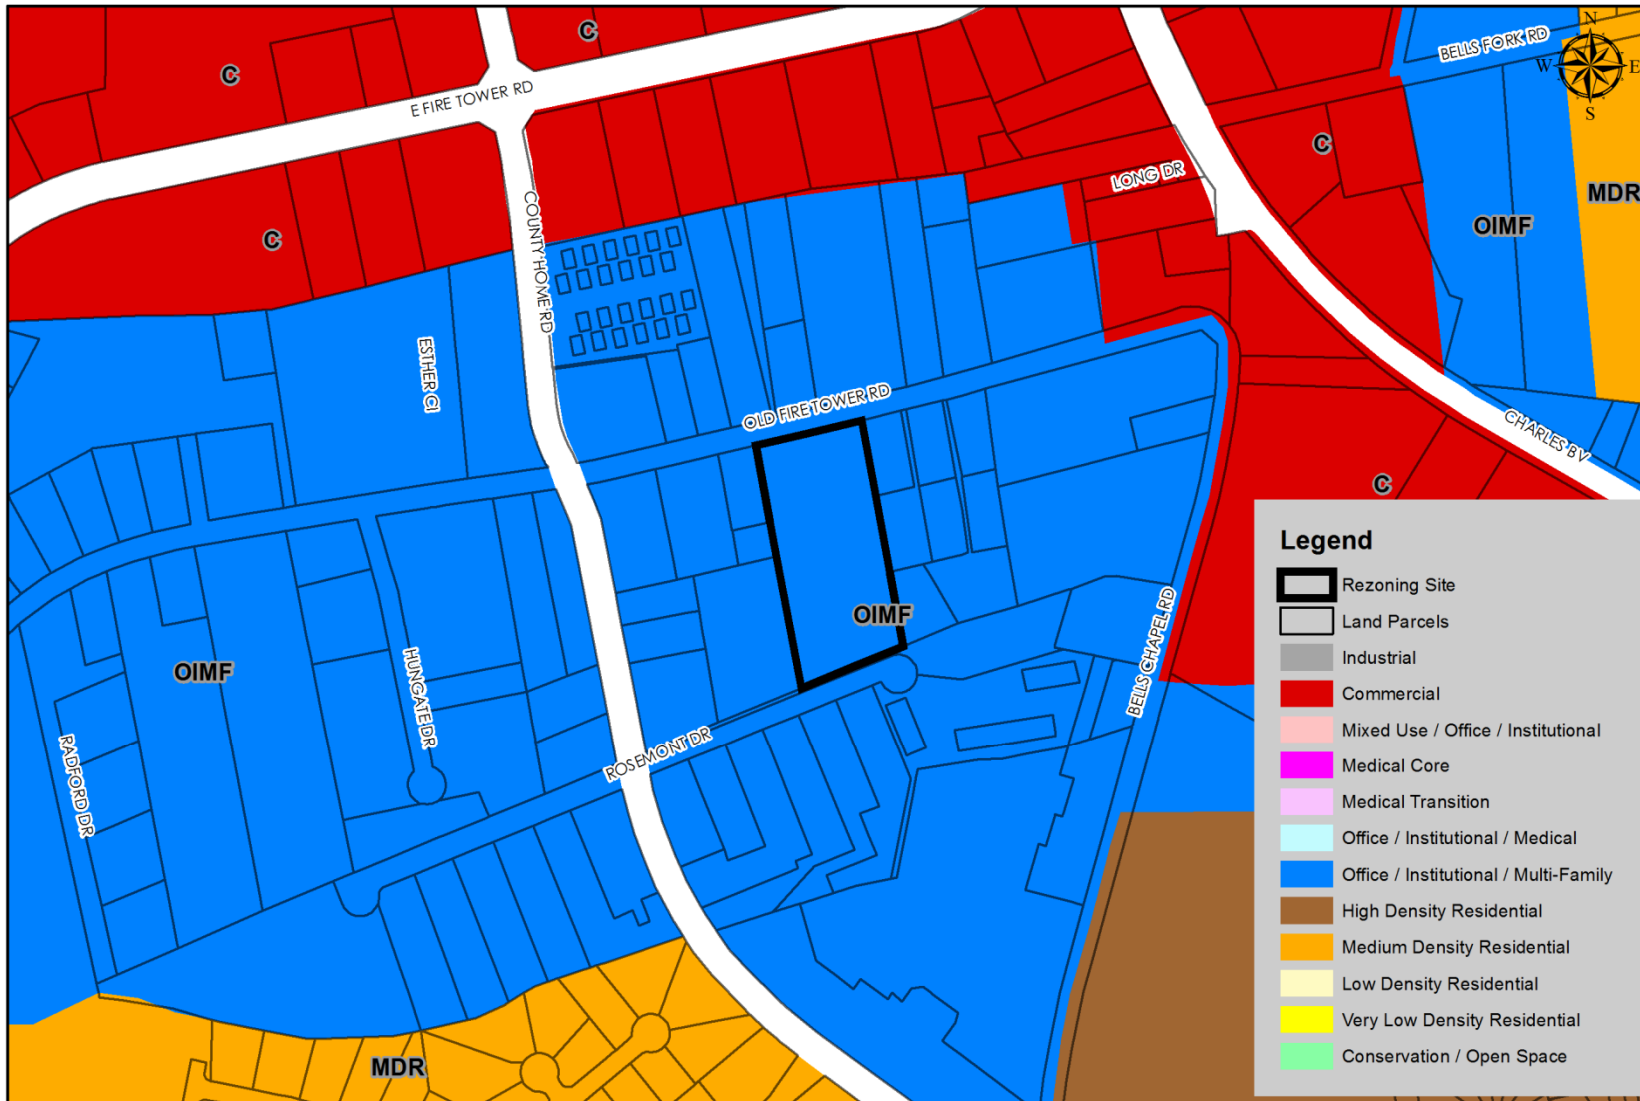 C
C
E FIRE TOWER RD
BELLS FORK RD
N
W E
S
C
LONG DR
MDR
C
COUNTY HOME RD
OIMF
ESTHER CI
OLD FIRE TOWER RD
CHARLES BV
C
OIMF
OIMF
HUNGATE DR
BELLS CHAPEL RD
ROSEMONT DR
RADFORD DR
MDR
Legend
Rezoning Site
Land Parcels
Industrial
Commercial
Mixed Use / Office / Institutional
Medical Core
Medical Transition
Office / Institutional / Medical
Office / Institutional / Multi-Family
High Density Residential
Medium Density Residential
Low Density Residential
Very Low Density Residential
Conservation / Open Space